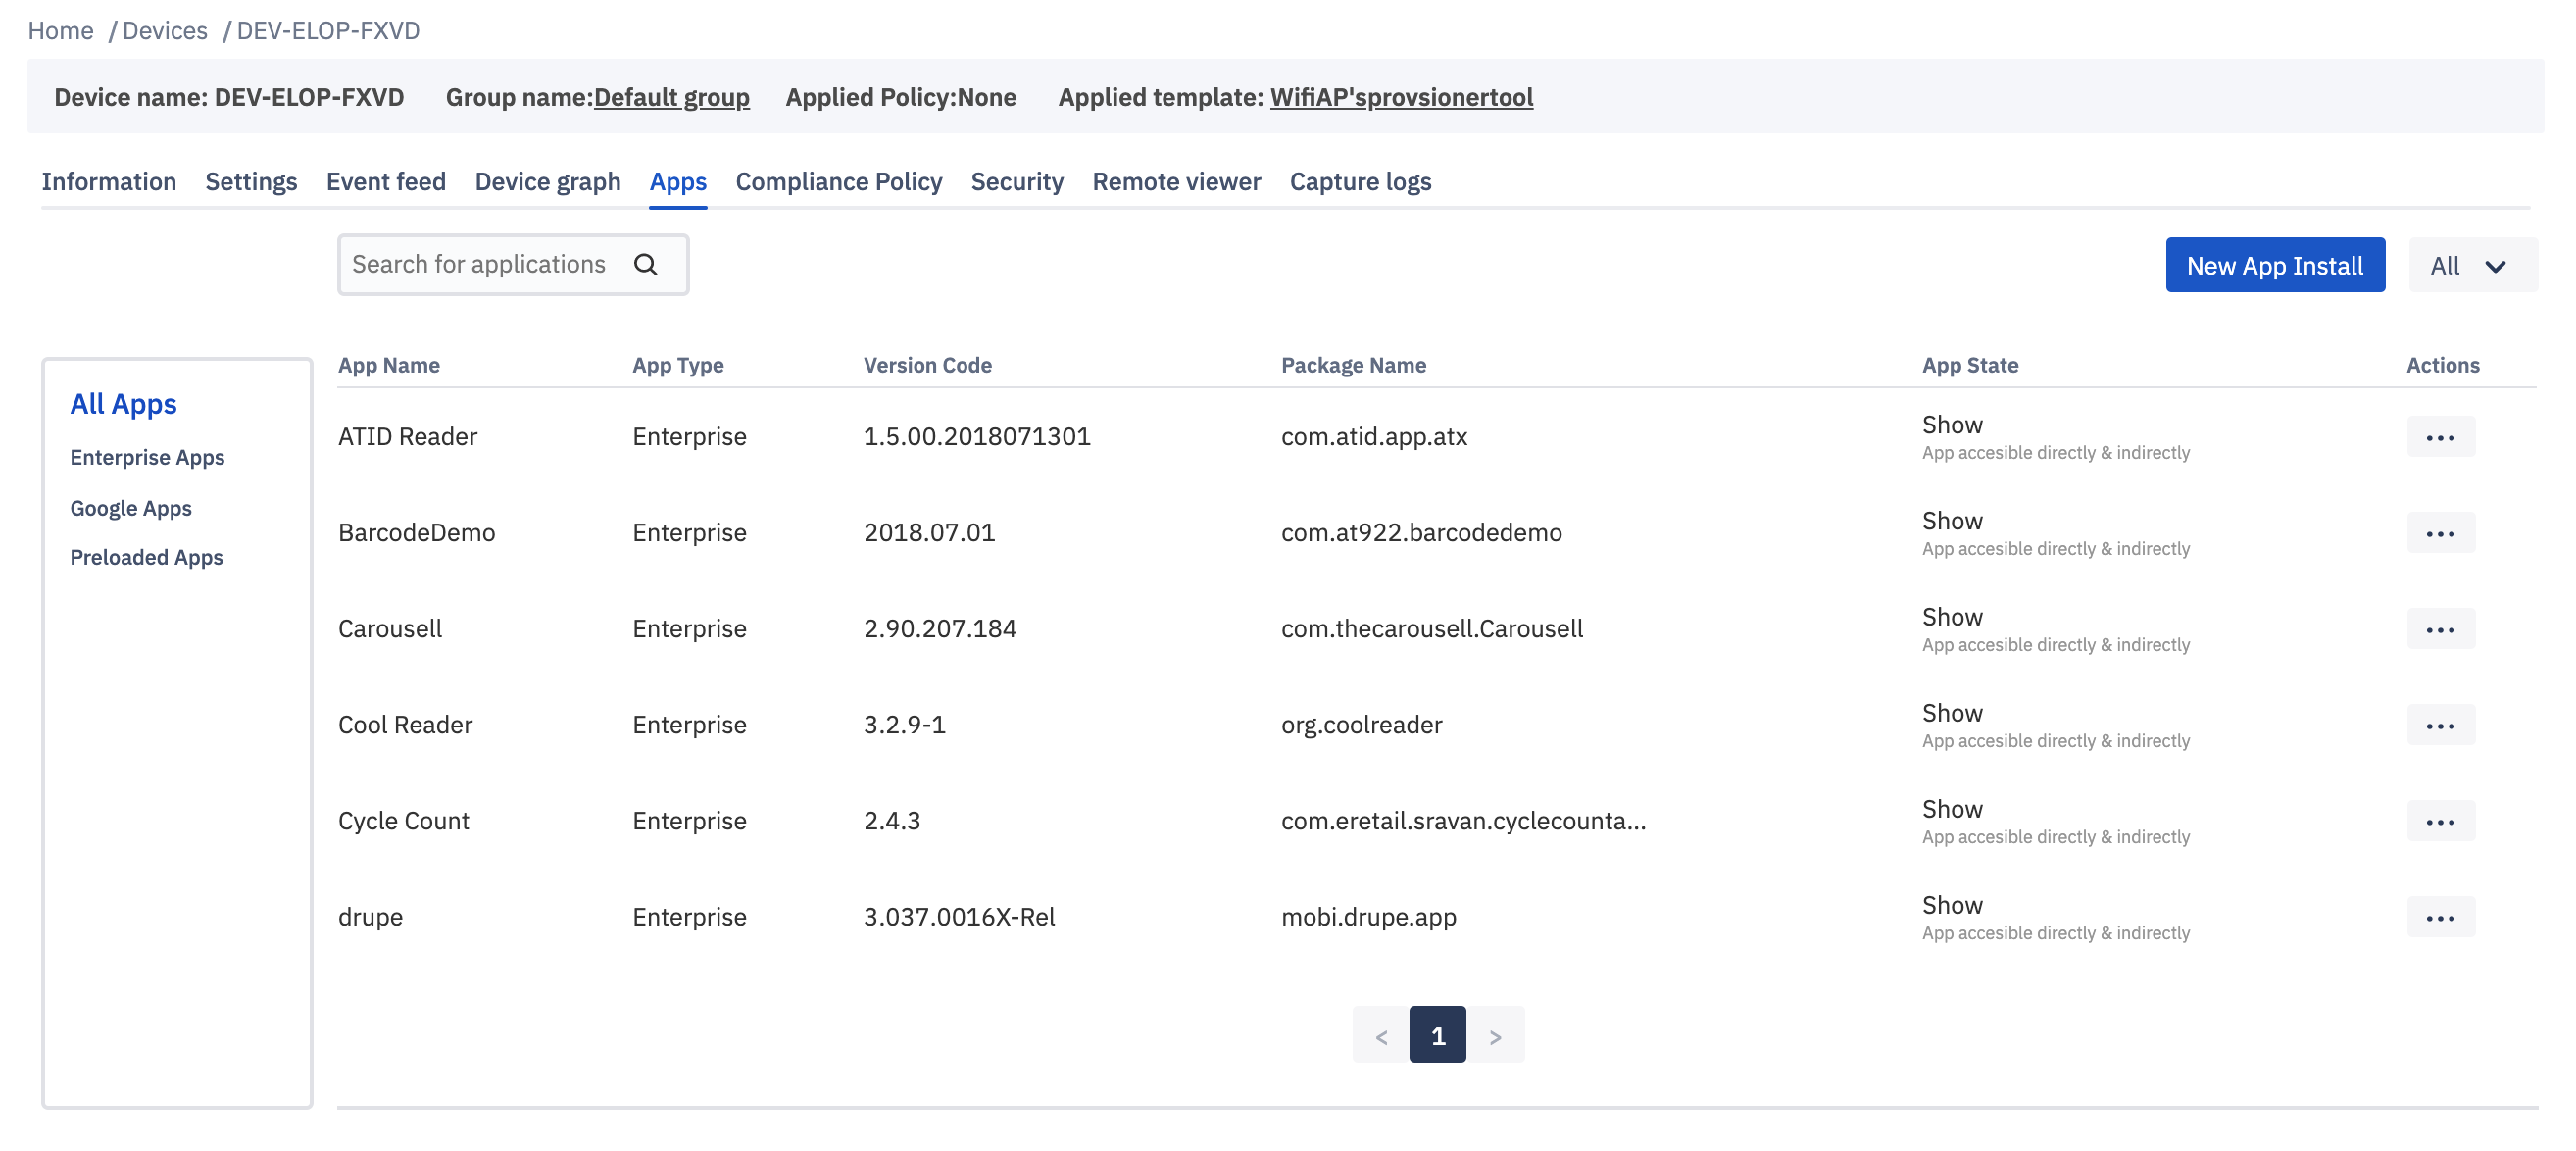 Home / Devices / DEV-ELOP-FXVD
Device name: DEV-ELOP-FXVD Group name:Default group Applied Policy:None Applied template: WifiAP'sprovsionertool
Information Settings Event feed Device graph Apps Compliance Policy Security Remote viewer Capture logs
Search for applications New App Install All
All Apps
Enterprise Apps
Google Apps
Preloaded Apps
App Name App Type Version Code Package Name App State Actions
ATID Reader Enterprise 1.5.00.2018071301 com.atid.app.atx Show
App accesible directly & indirectly
BarcodeDemo Enterprise 2018.07.01 com.at922.barcodedemo Show
App accesible directly & indirectly
Carousell Enterprise 2.90.207.184 com.thecarousell.Carousell Show
App accesible directly & indirectly
Cool Reader Enterprise 3.2.9-1 org.coolreader Show
App accesible directly & indirectly
Cycle Count Enterprise 2.4.3 com.eretail.sravan.cyclecounta... Show
App accesible directly & indirectly
drupe Enterprise 3.037.0016X-Rel mobi.drupe.app Show
App accesible directly & indirectly
< 1 >